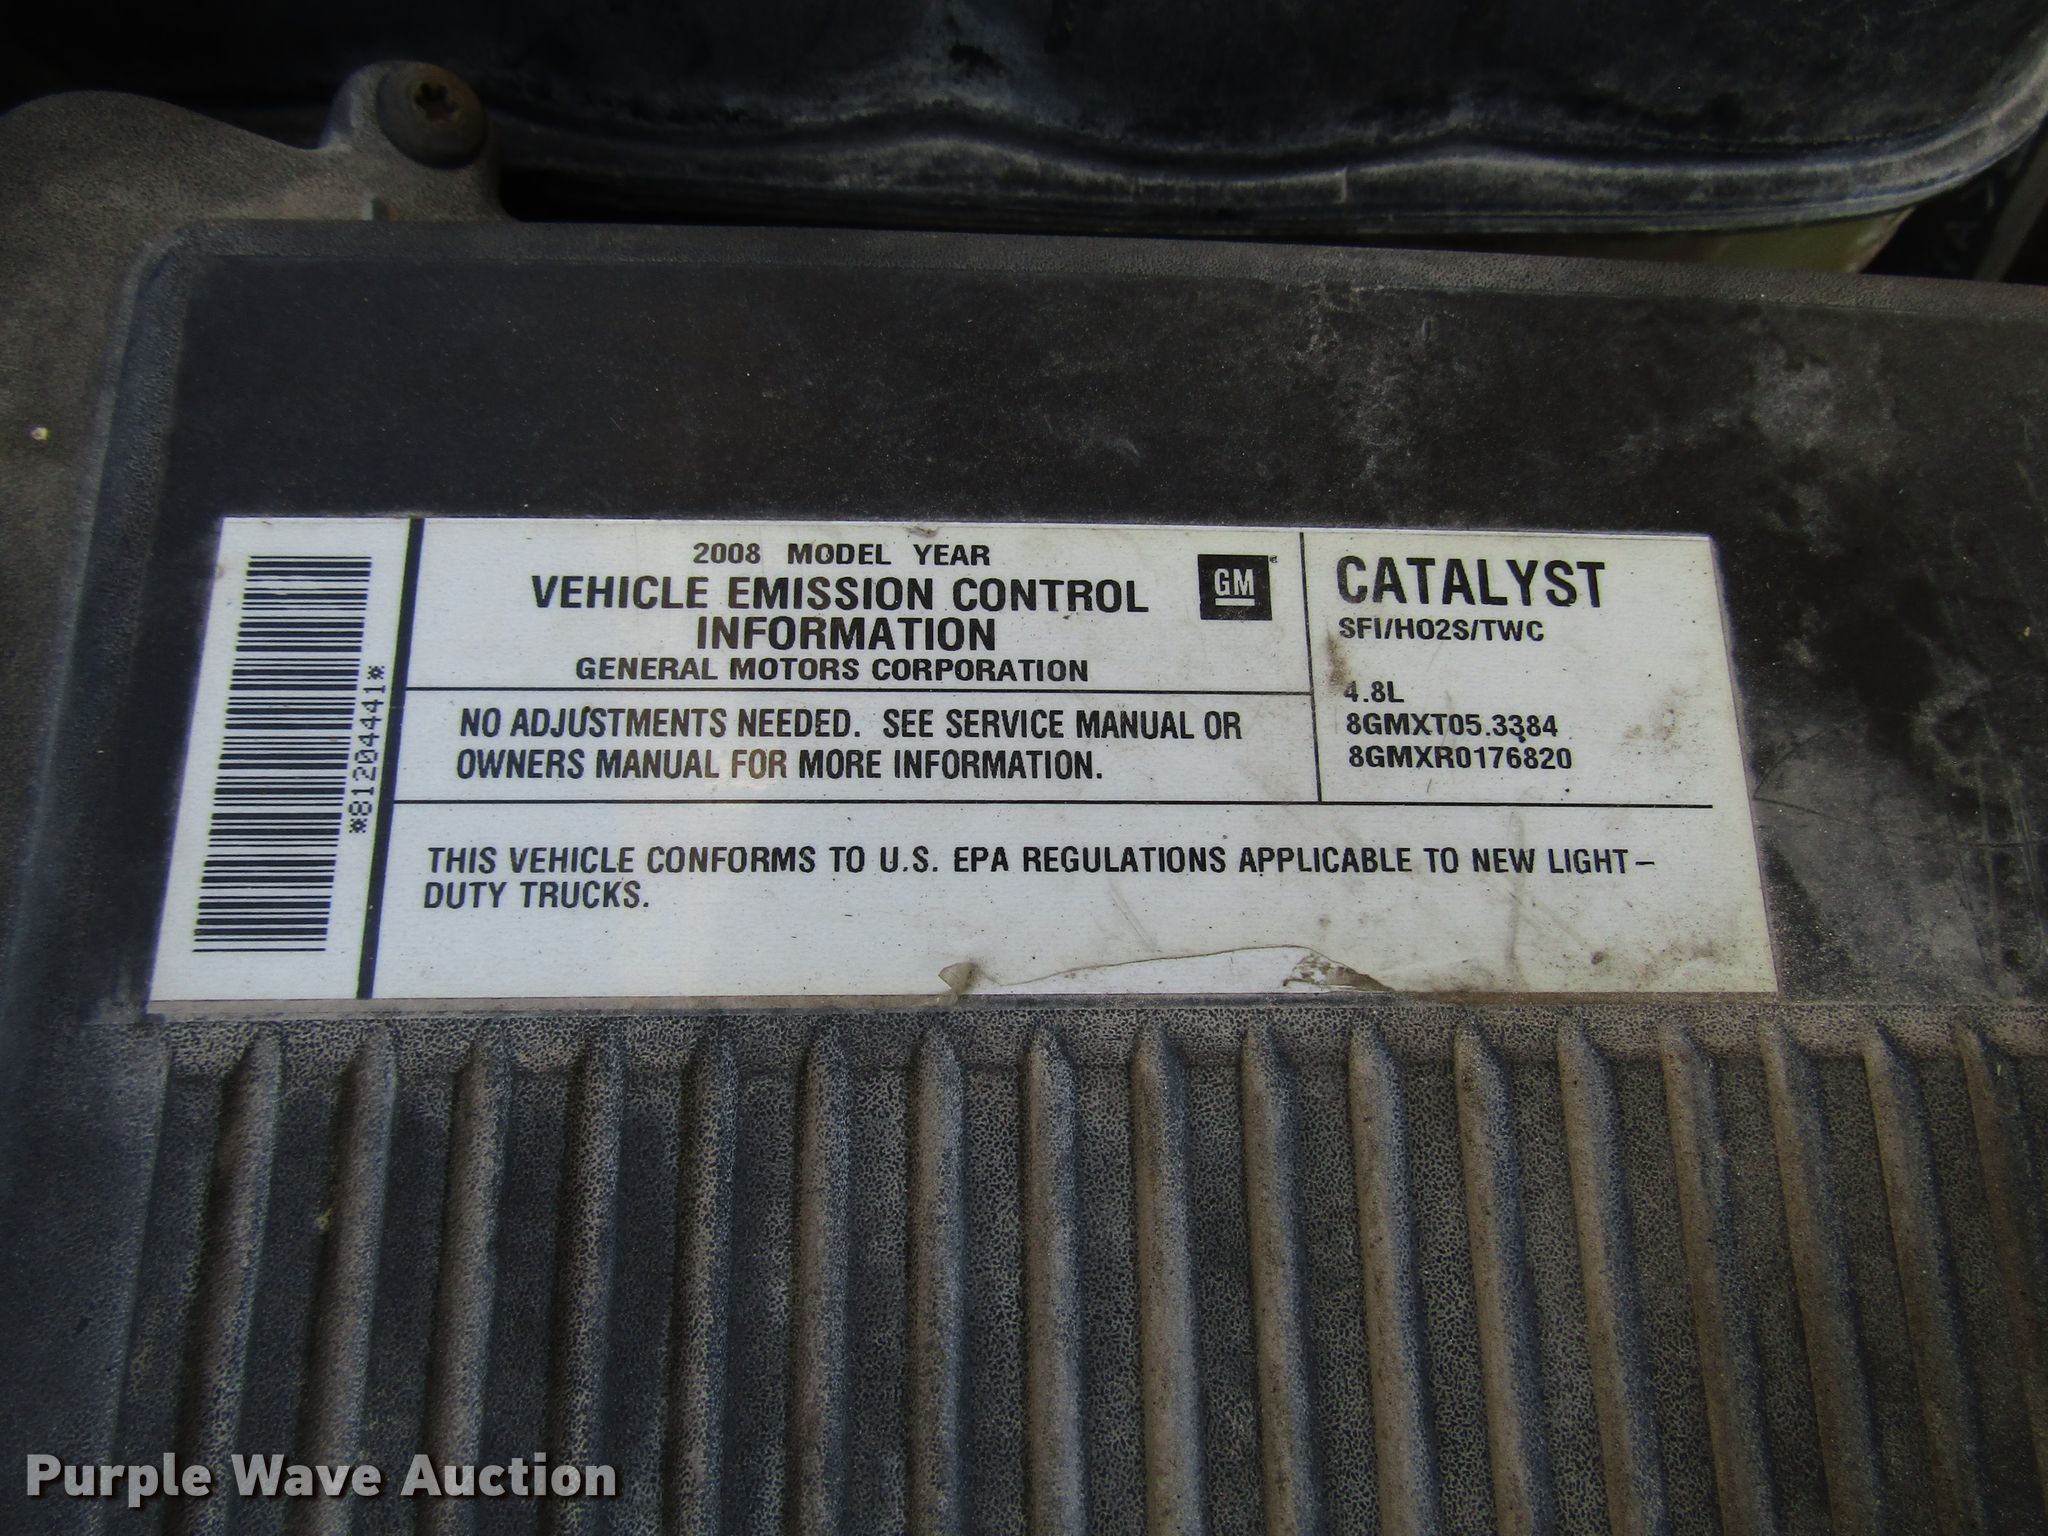 *81204441*
2008 MODEL YEAR
VEHICLE EMISSION CONTROL
INFORMATION
GENERAL MOTORS CORPORATION
GM
NO ADJUSTMENTS NEEDED. SEE SERVICE MANUAL OR
OWNERS MANUAL FOR MORE INFORMATION.
CATALYST
SFI/HO2S/TWC
4.8L
8GMXT05.3384
8GMXR0176820
THIS VEHICLE CONFORMS TO U.S. EPA REGULATIONS APPLICABLE TO NEW LIGHT-
DUTY TRUCKS.
Purple Wave Auction